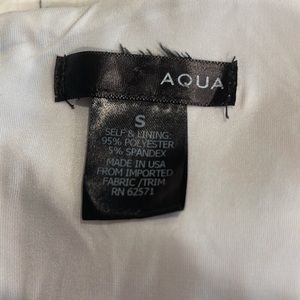 AQUA
S
SELF & LINING:
95% POLYESTER
5% SPANDEX
MADE IN USA
FROM IMPORTED
FABRIC / TRIM
RN 62571